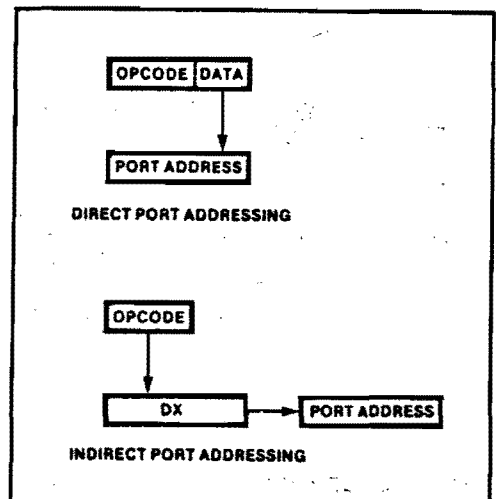 OPCODE DATA
PORT ADDRESS
DIRECT PORT ADDRESSING
OPCODE
DX PORT ADDRESS
INDIRECT PORT ADDRESSING